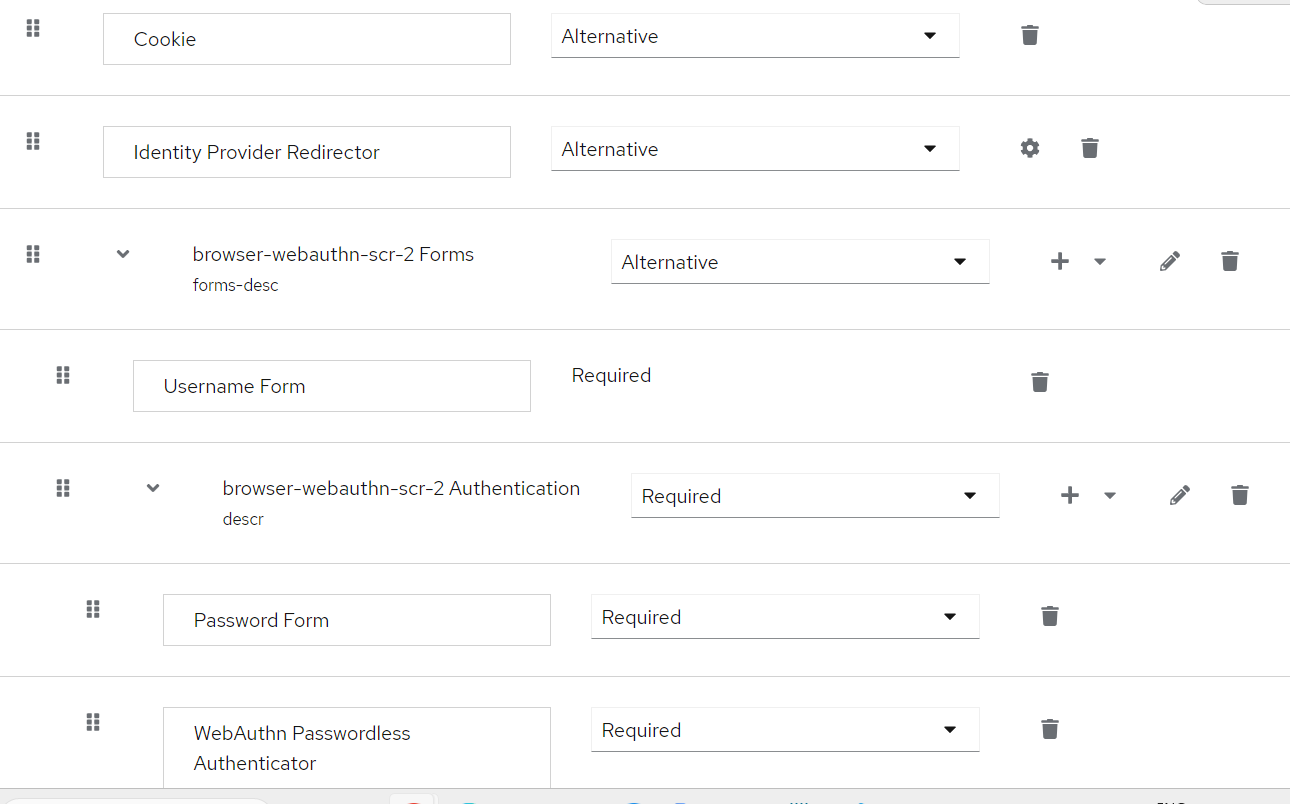 Cookie
Alternative
Identity Provider Redirector
Alternative
browser-webauthn-scr-2 Forms
Alternative
forms-desc
Username Form
Required
browser-webauthn-scr-2 Authentication
Required
descr
Password Form
Required
WebAuthn Passwordless
Required
Authenticator